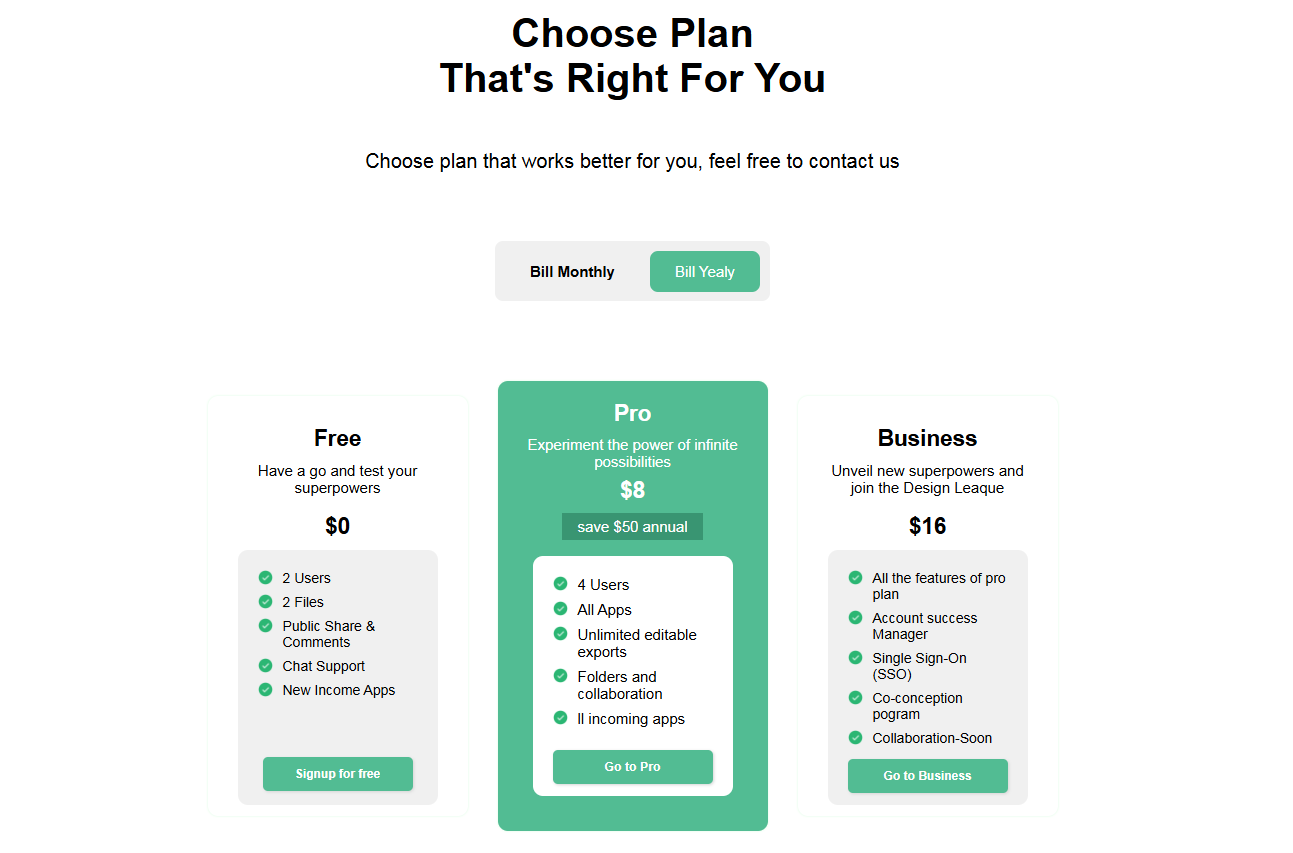 Choose Plan
That's Right For You
Choose plan that works better for you, feel free to contact us
Bill Monthly
Bill Yealy
Free
Have a go and test your
superpowers
$0
2 Users
2 Files
Public Share &
Comments
Chat Support
New Income Apps
Signup for free
Pro
Experiment the power of infinite
possibilities
$8
save $50 annual
4 Users
All Apps
Unlimited editable
exports
Folders and
collaboration
ll incoming apps
Go to Pro
Business
Unveil new superpowers and
join the Design Leaque
$16
All the features of pro
plan
Account success
Manager
Single Sign-On
(SSO)
Co-conception
pogram
Collaboration-Soon
Go to Business